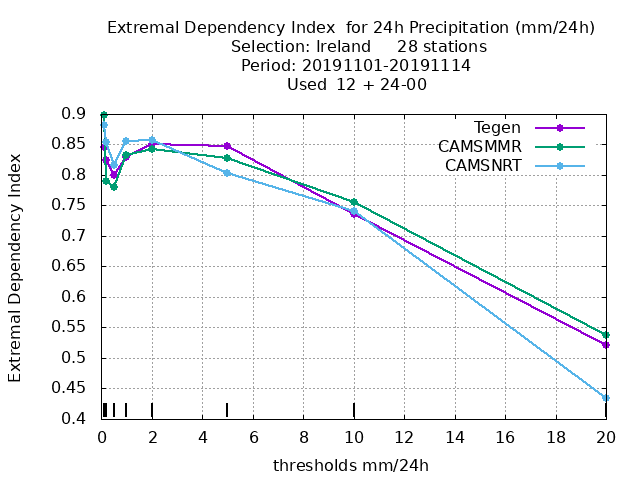 Extremal Dependency Index  for 24h Precipitation (mm/24h)
Selection: Ireland     28 stations
Period: 20191101-20191114
Used  12 + 24-00
Extremal Dependency Index
0.9
0.85
0.8
0.75
0.7
0.65
0.6
0.55
0.5
0.45
0.4
Tegen
CAMSMMR
CAMSNRT
0 2 4 6 8 10 12 14 16 18 20
thresholds mm/24h